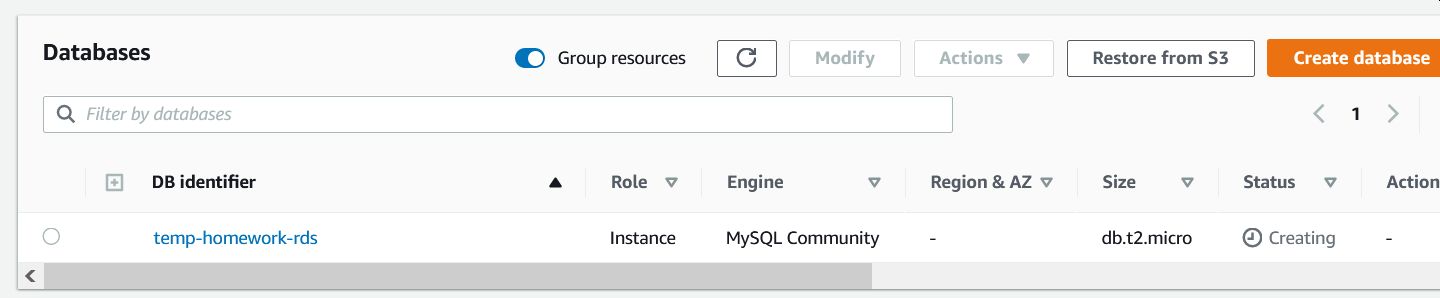 Databases
Group resources
Modify
Actions
Restore from S3
Create database
Filter by databases
1
DB identifier Role Engine Region & AZ Size Status Action
temp-homework-rds Instance MySQL Community - db.t2.micro Creating -